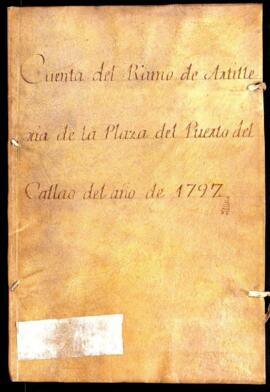 Cuenta del Ramo de Artille
ria de la Plaza del Puerto del
Callao del año de 1797